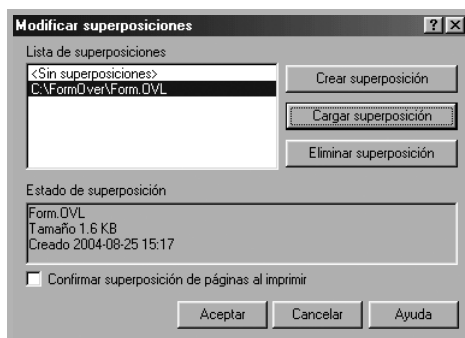 Modificar superposiciones
Lista de superposiciones
<Sin superposiciones>
C:\FormOver\Form.OVL
Crear superposición
Cargar superposición
Eliminar superposición
Estado de superposición
Form.OVL
Tamaño 1.6 KB
Creado 2004-08-25 15:17
Confirmar superposición de páginas al imprimir
Aceptar
Cancelar
Ayuda